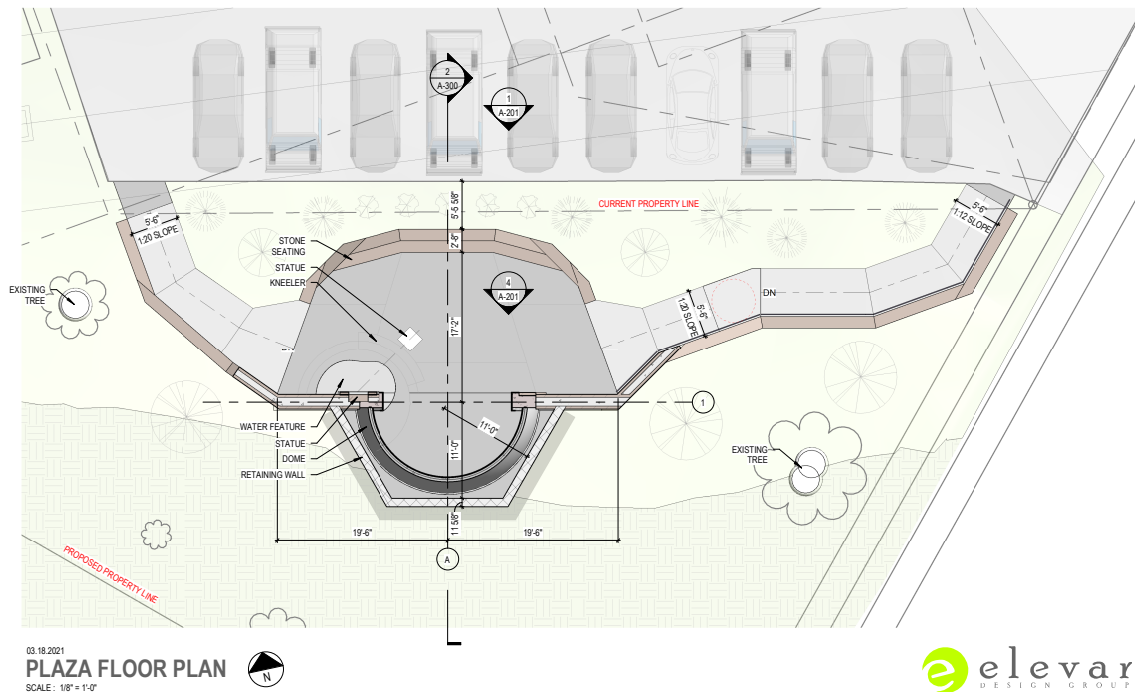 2
A-300
1
A-201
CURRENT PROPERTY LINE
5'-6"
1:20 SLOPE
5'-5 5/8"
5'-6"
1:12 SLOPE
STONE
SEATING
STATUE
KNEELER
2'-8"
EXISTING
TREE
4
A-201
DN
5'-6"
1:20 SLOPE
17'-2"
1
WATER FEATURE
STATUE
DOME
RETAINING WALL
11'-0"
11'-0"
EXISTING
TREE
11 5/8"
19'-6"
19'-6"
A
PROPOSED PROPERTY LINE
03.18.2021
PLAZA FLOOR PLAN
SCALE : 1/8" = 1'-0"
N
e elevar
DESIGN GROUP